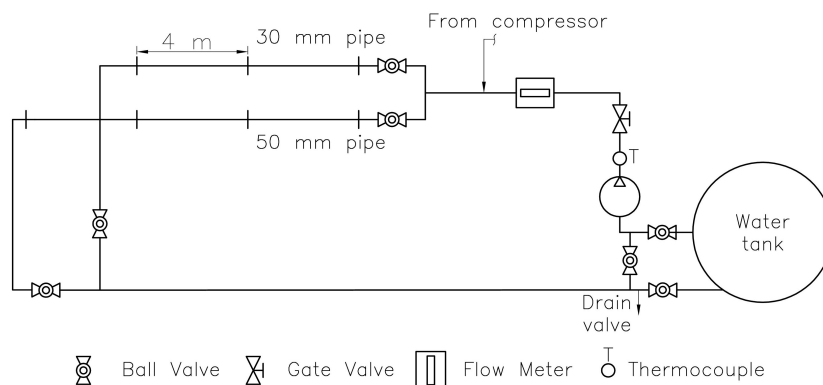 From compressor
4 m
30 mm pipe
50 mm pipe
T
Water
tank
Drain
valve
Ball Valve
Gate Valve
Flow Meter
T
Thermocouple